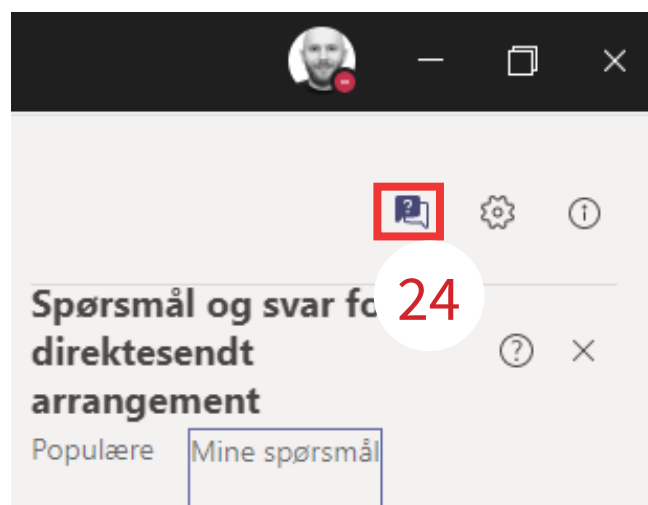 24
Spørsmål og svar fo
direktesendt
arrangement
Populære Mine spørsmål